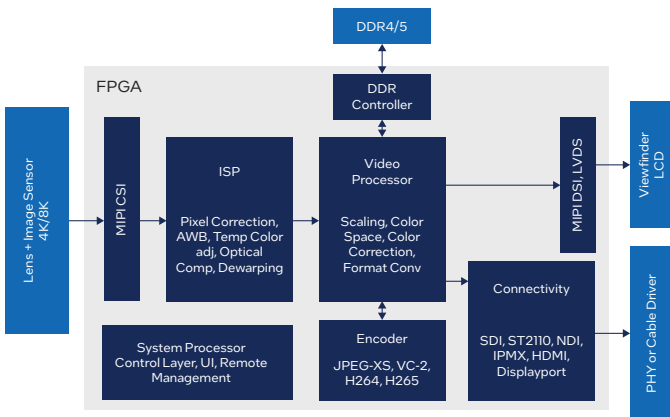 DDR4/5
FPGA
DDR
Controller
Lens + Image Sensor
4K/8K
MIPI CSI
ISP
Pixel Correction,
AWB, Temp Color
adj, Optical
Comp, Dewarping
Video
Processor
Scaling, Color
Space, Color
Correction,
Format Conv
MIPI DSI, LVDS
Viewfinder
LCD
System Processor
Control Layer, UI, Remote
Management
Encoder
JPEG-XS, VC-2,
H264, H265
Connectivity
SDI, ST2110, NDI,
IPMX, HDMI,
Displayport
PHY or Cable Driver